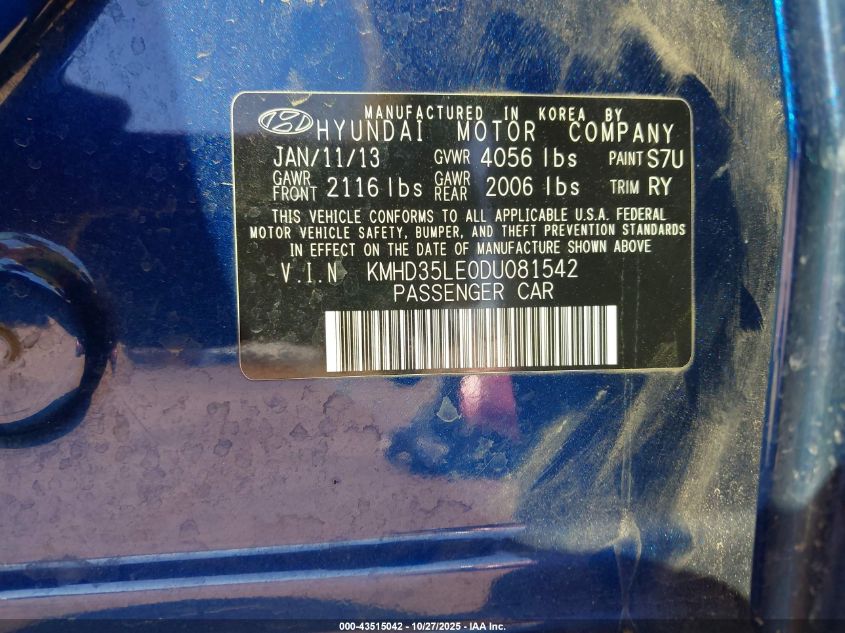 MANUFACTURED IN KOREA BY
HYUNDAI MOTOR COMPANY
JAN/11/13 GVWR 4056 lbs PAINT S7U
GAWR FRONT 2116 lbs GAWR REAR 2006 lbs TRIM RY
THIS VEHICLE CONFORMS TO ALL APPLICABLE U.S.A. FEDERAL
MOTOR VEHICLE SAFETY, BUMPER, AND THEFT PREVENTION STANDARDS
IN EFFECT ON THE DATE OF MANUFACTURE SHOWN ABOVE
V.I.N KMHD35LE0DU081542
PASSENGER CAR
000-43515042 - 10/27/2025 - IAA Inc.